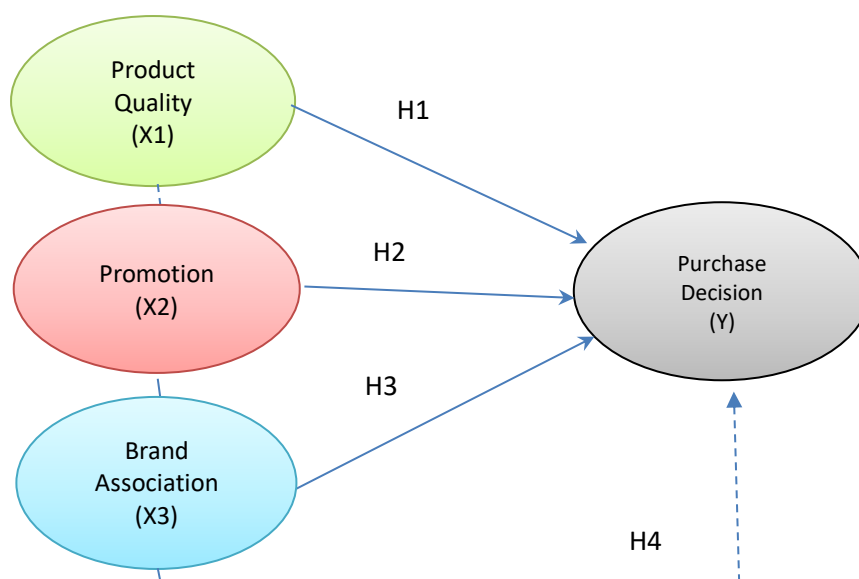 Product
Quality
(X1)
H1
Promotion
(X2)
H2
Purchase
Decision
(Y)
H3
Brand
Association
(X3)
H4